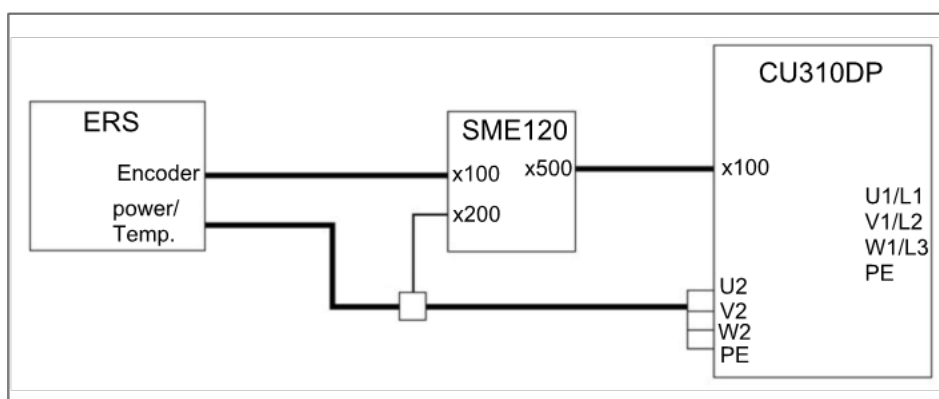 CU310DP
ERS
SME120
Encoder
x100
x500
x100
power/
Temp.
x200
U1/L1
V1/L2
W1/L3
PE
U2
V2
W2
PE